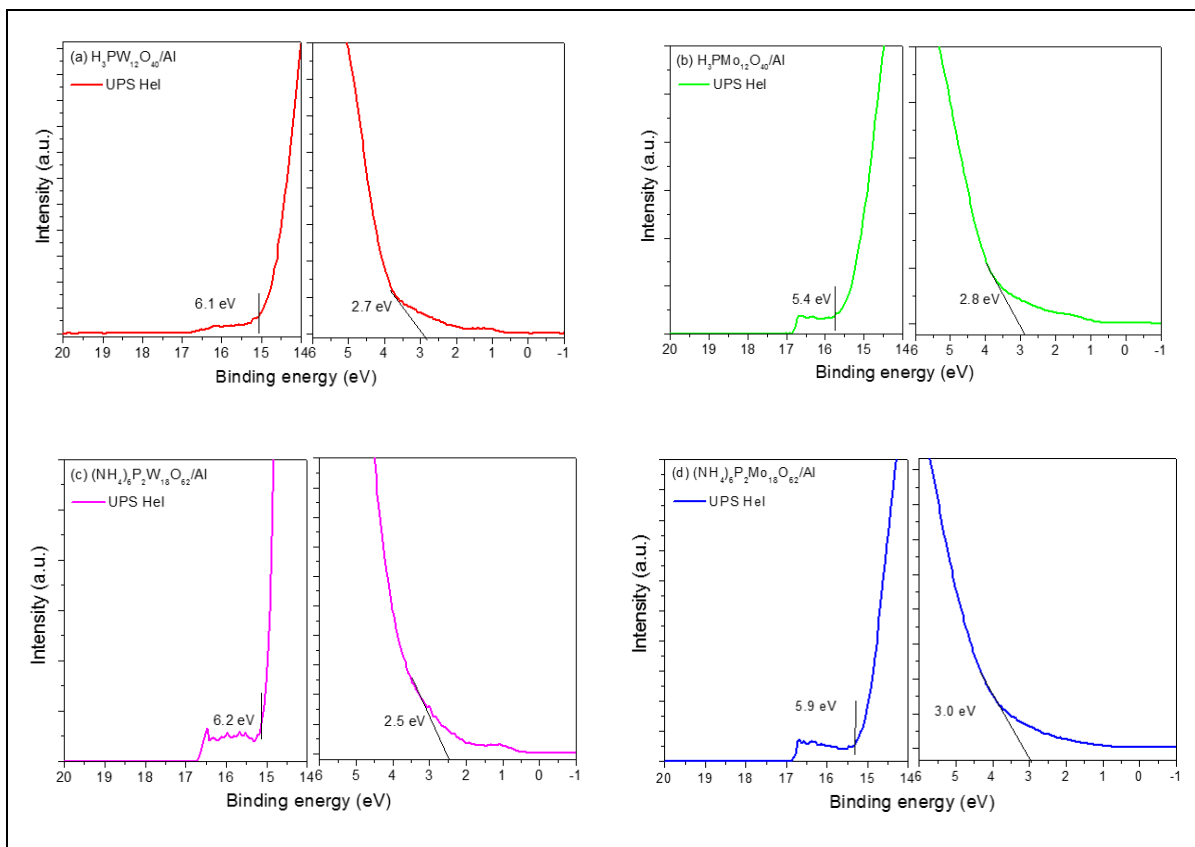 (a) H₃PW₁₂O₄₀/Al
UPS HeI
6.1 eV
2.7 eV
Intensity (a.u.)
20 19 18 17 16 15 14 6 5 4 3 2 1 0 -1
Binding energy (eV)
(b) H₃PMo₁₂O₄₀/Al
UPS HeI
5.4 eV
2.8 eV
Intensity (a.u.)
20 19 18 17 16 15 14 6 5 4 3 2 1 0 -1
Binding energy (eV)
(c) (NH₄)₆P₂W₁₈O₆₂/Al
UPS HeI
6.2 eV
2.5 eV
Intensity (a.u.)
20 19 18 17 16 15 14 6 5 4 3 2 1 0 -1
Binding energy (eV)
(d) (NH₄)₆P₂Mo₁₈O₆₂/Al
UPS HeI
5.9 eV
3.0 eV
Intensity (a.u.)
20 19 18 17 16 15 14 6 5 4 3 2 1 0 -1
Binding energy (eV)